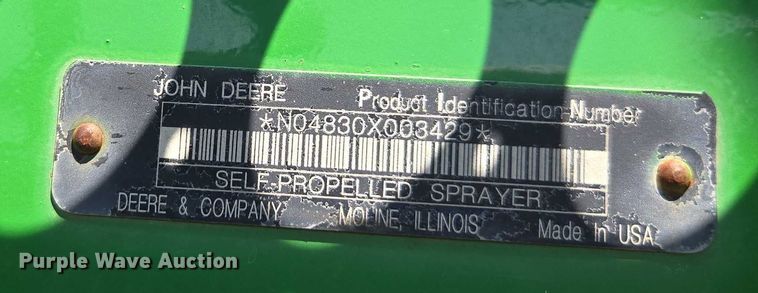 JOHN DEERE Product Identification Number
*N04830X003429*
SELF-PROPELLED SPRAYER
DEERE & COMPANY MOLINE, ILLINOIS Made In USA
Purple Wave Auction